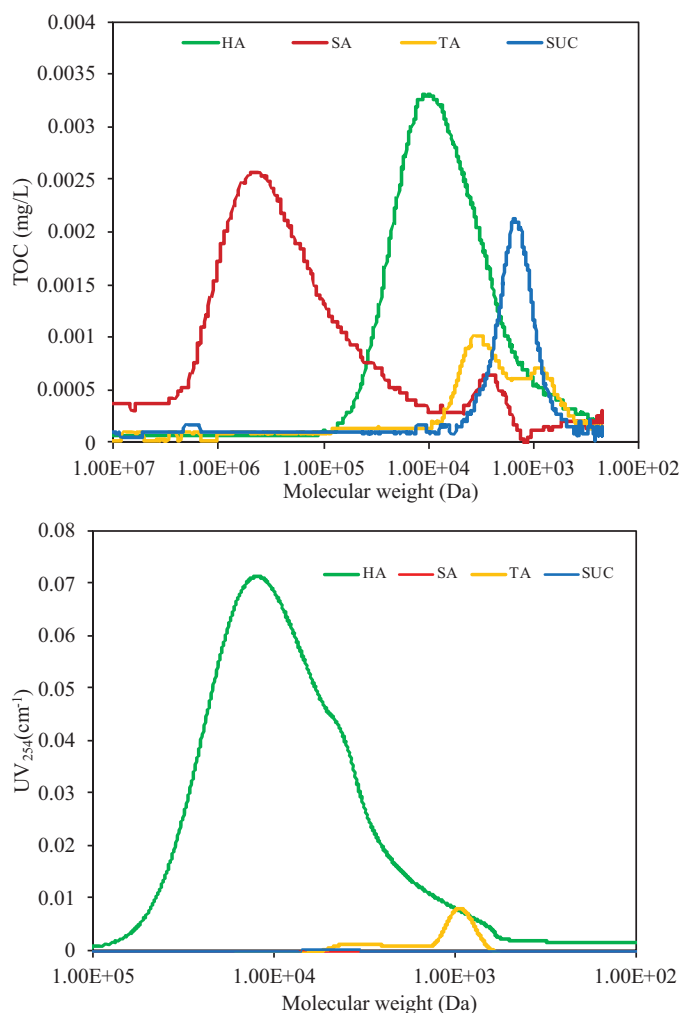 0.004
HA SA TA SUC
0.0035
0.003
0.0025
0.002
0.0015
0.001
0.0005
0
TOC (mg/L)
1.00E+07 1.00E+06 1.00E+05 1.00E+04 1.00E+03 1.00E+02
Molecular weight (Da)
0.08
HA SA TA SUC
0.07
0.06
0.05
0.04
0.03
0.02
0.01
0
UV254(cm-1)
1.00E+05 1.00E+04 1.00E+03 1.00E+02
Molecular weight (Da)